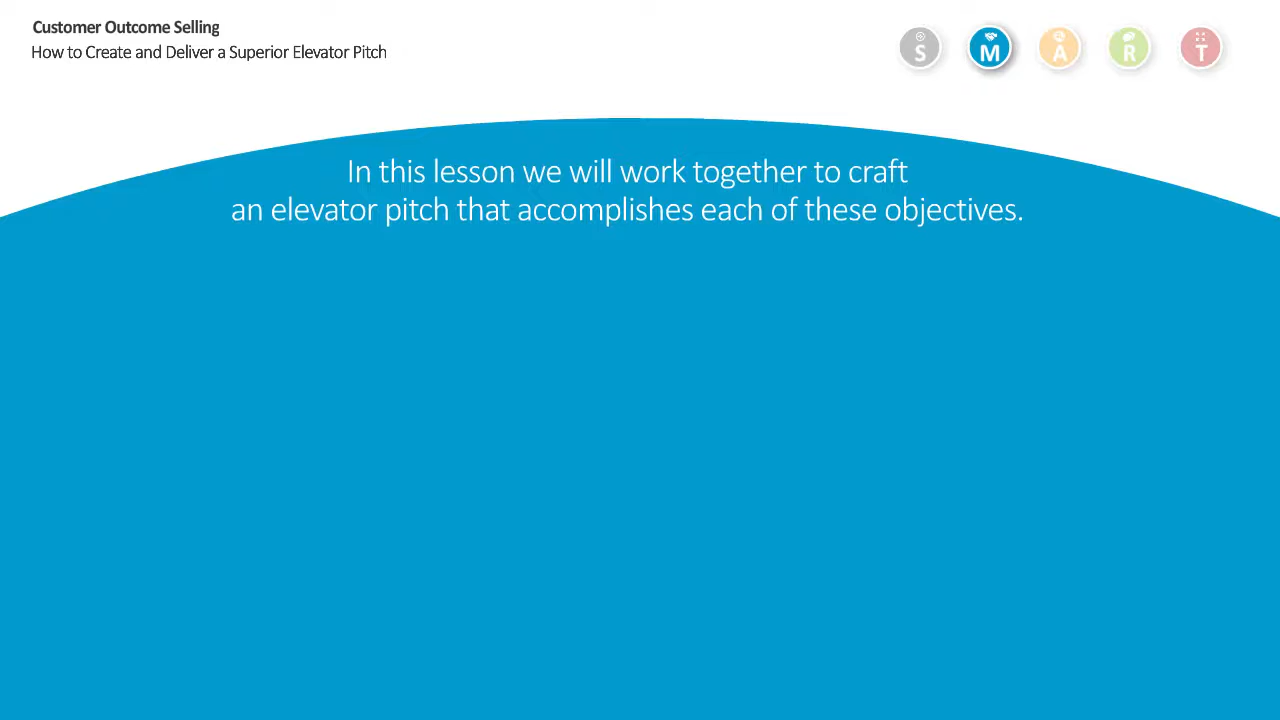 Customer Outcome Selling
How to Create and Deliver a Superior Elevator Pitch
S M A R T
In this lesson we will work together to craft
an elevator pitch that accomplishes each of these objectives.